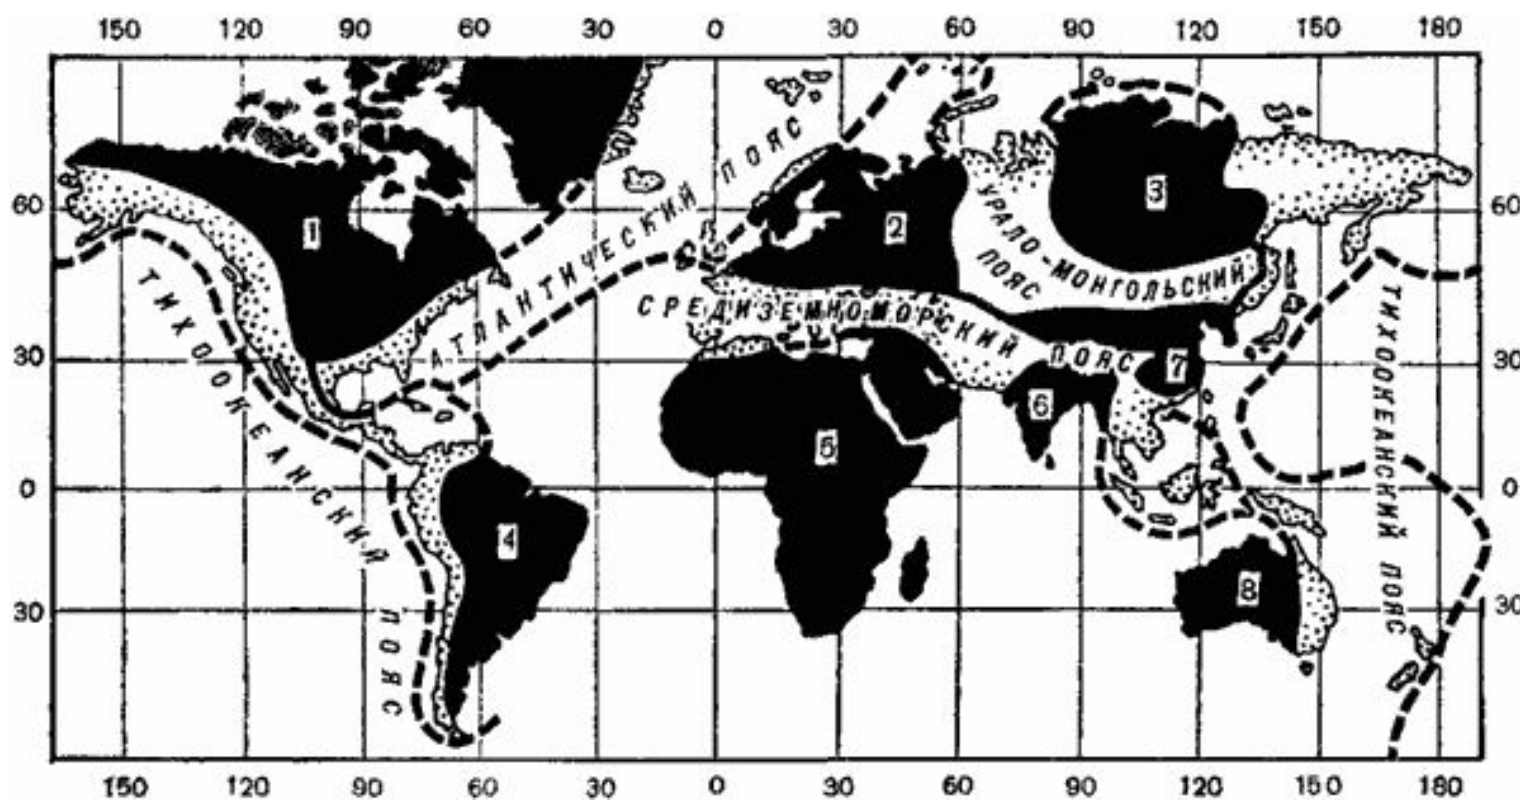 150 120 90 60 30 0 30 60 90 120 150 180
60 60
30 30
0 0
30 30
АТЛАНТИЧЕСКИЙ ПОЯС
УРАЛО-МОНГОЛЬСКИЙ ПОЯС
СРЕДИЗЕМНОМОРСКИЙ ПОЯС
ТИХООКЕАНСКИЙ ПОЯС
ТИХООКЕАНСКИЙ ПОЯС
1
2
3
4
5
6
7
8
150 120 90 60 30 0 30 60 90 120 150 180